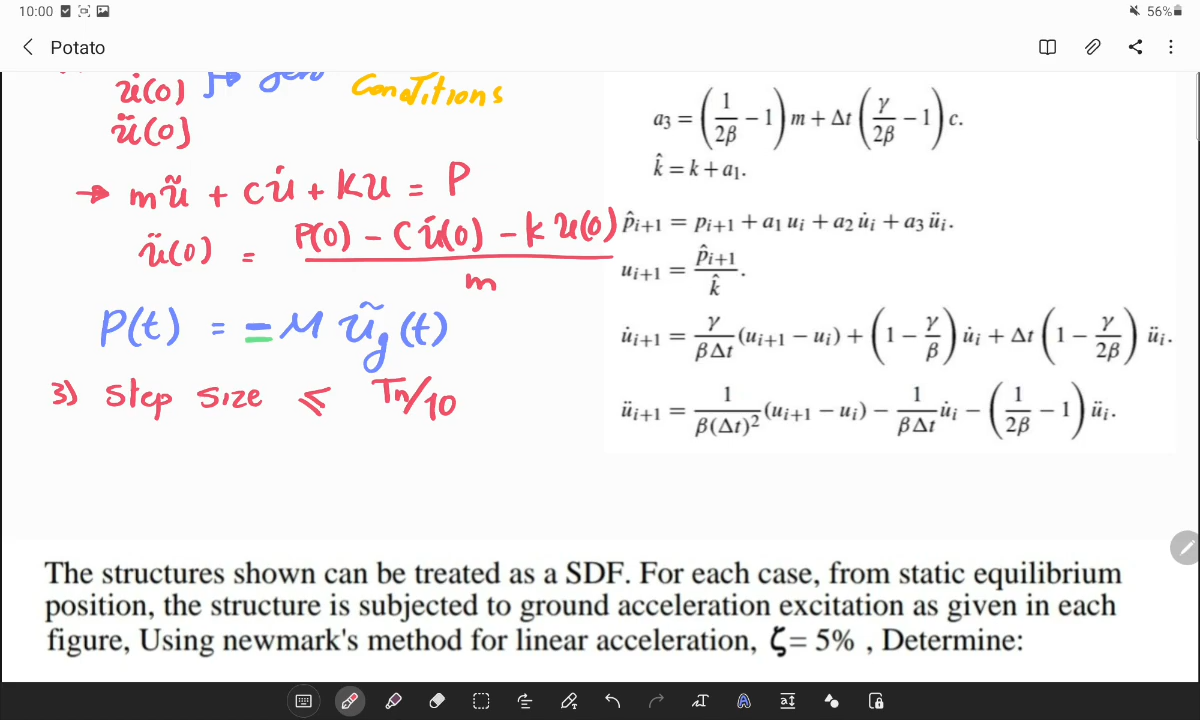 10:00 56%
Potato
u̇(0) Conditions
ü(0)
→ mü + cu̇ + Ku = P
ü(0) = P(0) - Cu̇(0) - k u(0) / m
P(t) = = M ü_g (t)
3) Step size ≤ Tn/10
a₃ = (1/2β − 1) m + Δt (γ/2β − 1) c.
k̂ = k + a₁.
p̂ᵢ₊₁ = pᵢ₊₁ + a₁ uᵢ + a₂ u̇ᵢ + a₃ üᵢ.
uᵢ₊₁ = p̂ᵢ₊₁ / k̂ .
u̇ᵢ₊₁ = γ/βΔt (uᵢ₊₁ − uᵢ) + (1 − γ/β) u̇ᵢ + Δt (1 − γ/2β) üᵢ.
üᵢ₊₁ = 1/β(Δt)² (uᵢ₊₁ − uᵢ) − 1/βΔt u̇ᵢ − (1/2β − 1) üᵢ.
The structures shown can be treated as a SDF. For each case, from static equilibrium
position, the structure is subjected to ground acceleration excitation as given in each
figure, Using newmark's method for linear acceleration, ζ= 5% , Determine: